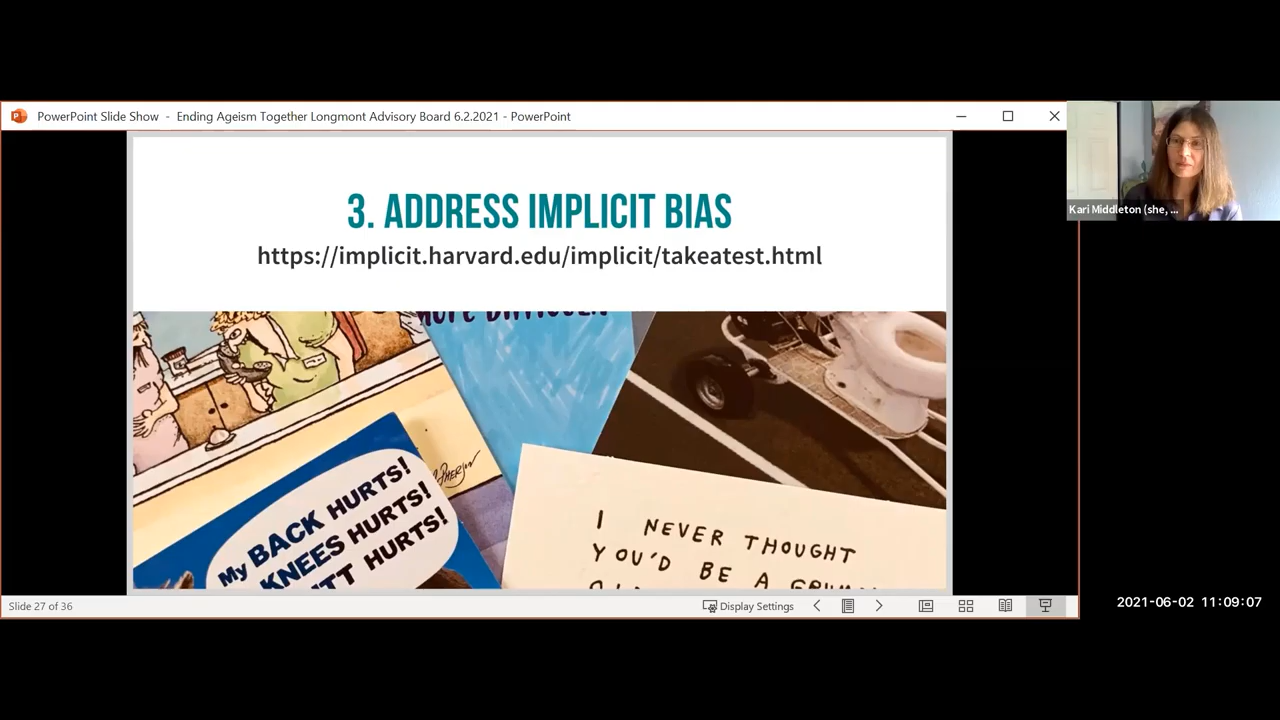 PowerPoint Slide Show - Ending Ageism Together Longmont Advisory Board 6.2.2021 - PowerPoint
Kari Middleton (she, ...
3. ADDRESS IMPLICIT BIAS
https://implicit.harvard.edu/implicit/takeatest.html
My BACK HURTS!
KNEES HURTS!
HURTS!
I NEVER THOUGHT
YOU'D BE A
Slide 27 of 36
Display Settings
2021-06-02 11:09:07